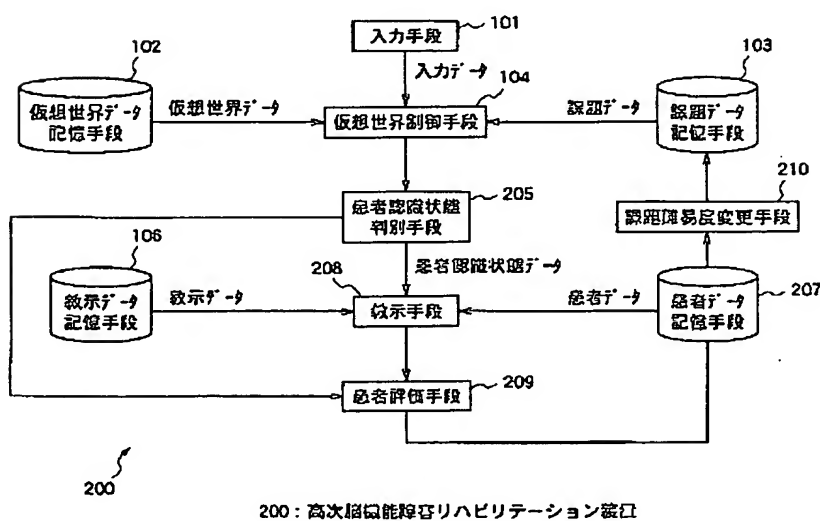 101
入力手段
102
入力データ
104
103
仮想世界データ
記憶手段
仮想世界データ
仮想世界制御手段
課題データ
課題データ
記憶手段
210
205
患者認識状態
判別手段
課題難易度変更手段
106
208
患者認識状態データ
教示データ
記憶手段
教示データ
教示手段
患者データ
患者データ
記憶手段
207
209
患者評価手段
200
200：高次脳機能障害リハビリテーション装置